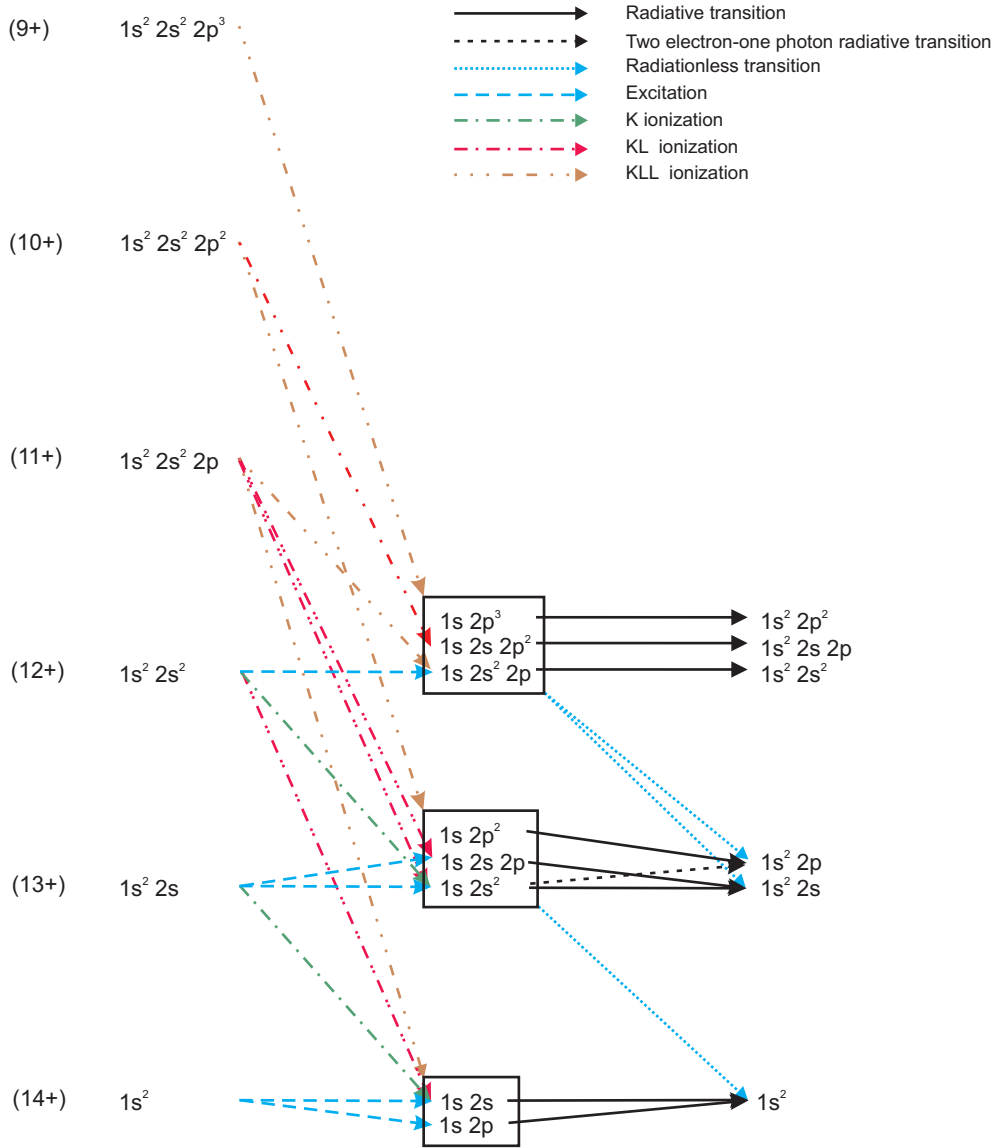 Radiative transition
Two electron-one photon radiative transition
Radiationless transition
Excitation
K ionization
KL ionization
KLL ionization
(9+) 1s² 2s² 2p³
(10+) 1s² 2s² 2p²
(11+) 1s² 2s² 2p
1s 2p³ 1s² 2p²
1s 2s 2p² 1s² 2s 2p
(12+) 1s² 2s² 1s 2s² 2p 1s² 2s²
1s 2p²
1s 2s 2p 1s² 2p
(13+) 1s² 2s 1s 2s² 1s² 2s
(14+) 1s² 1s 2s 1s²
1s 2p